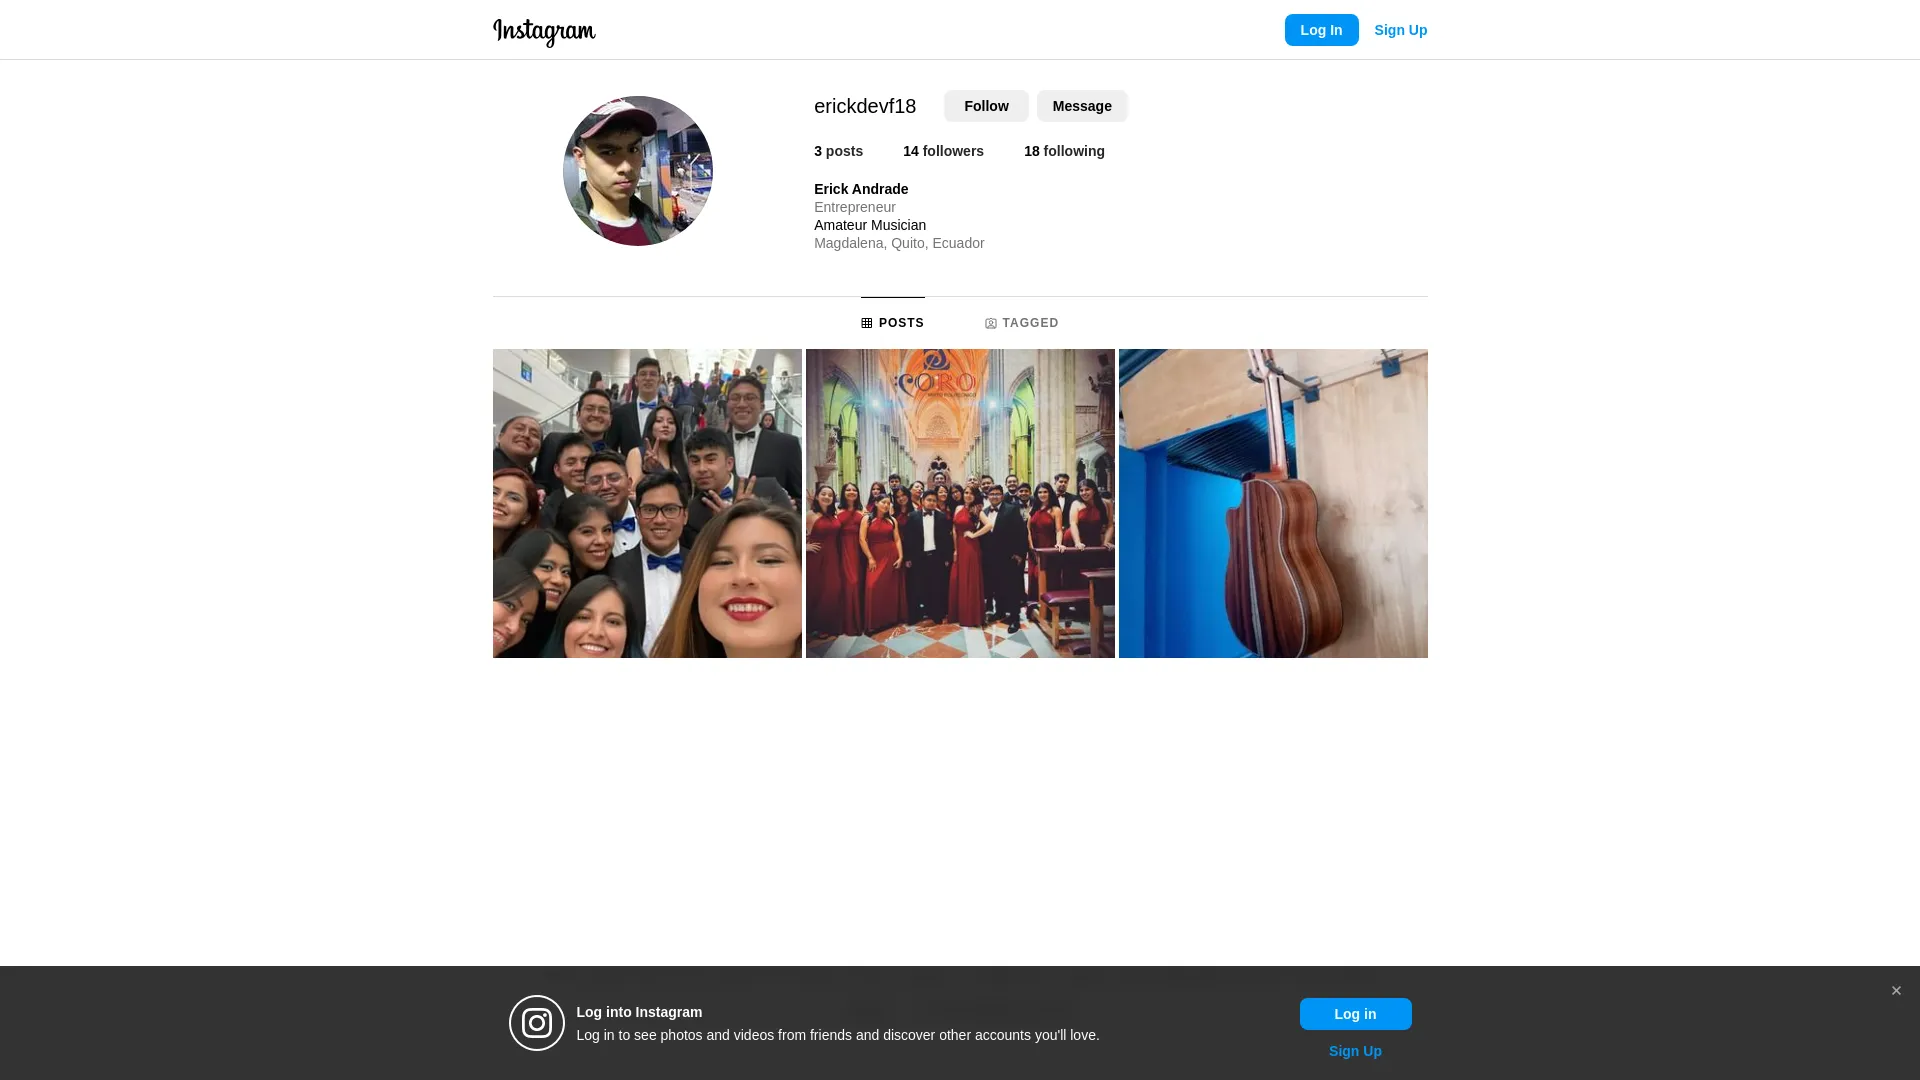 Instagram
Log In
Sign Up
erickdevf18
Follow
Message
3 posts
14 followers
18 following
Erick Andrade
Entrepreneur
Amateur Musician
Magdalena, Quito, Ecuador
POSTS
TAGGED
CORO
Log into Instagram
Log in to see photos and videos from friends and discover other accounts you'll love.
Log in
Sign Up